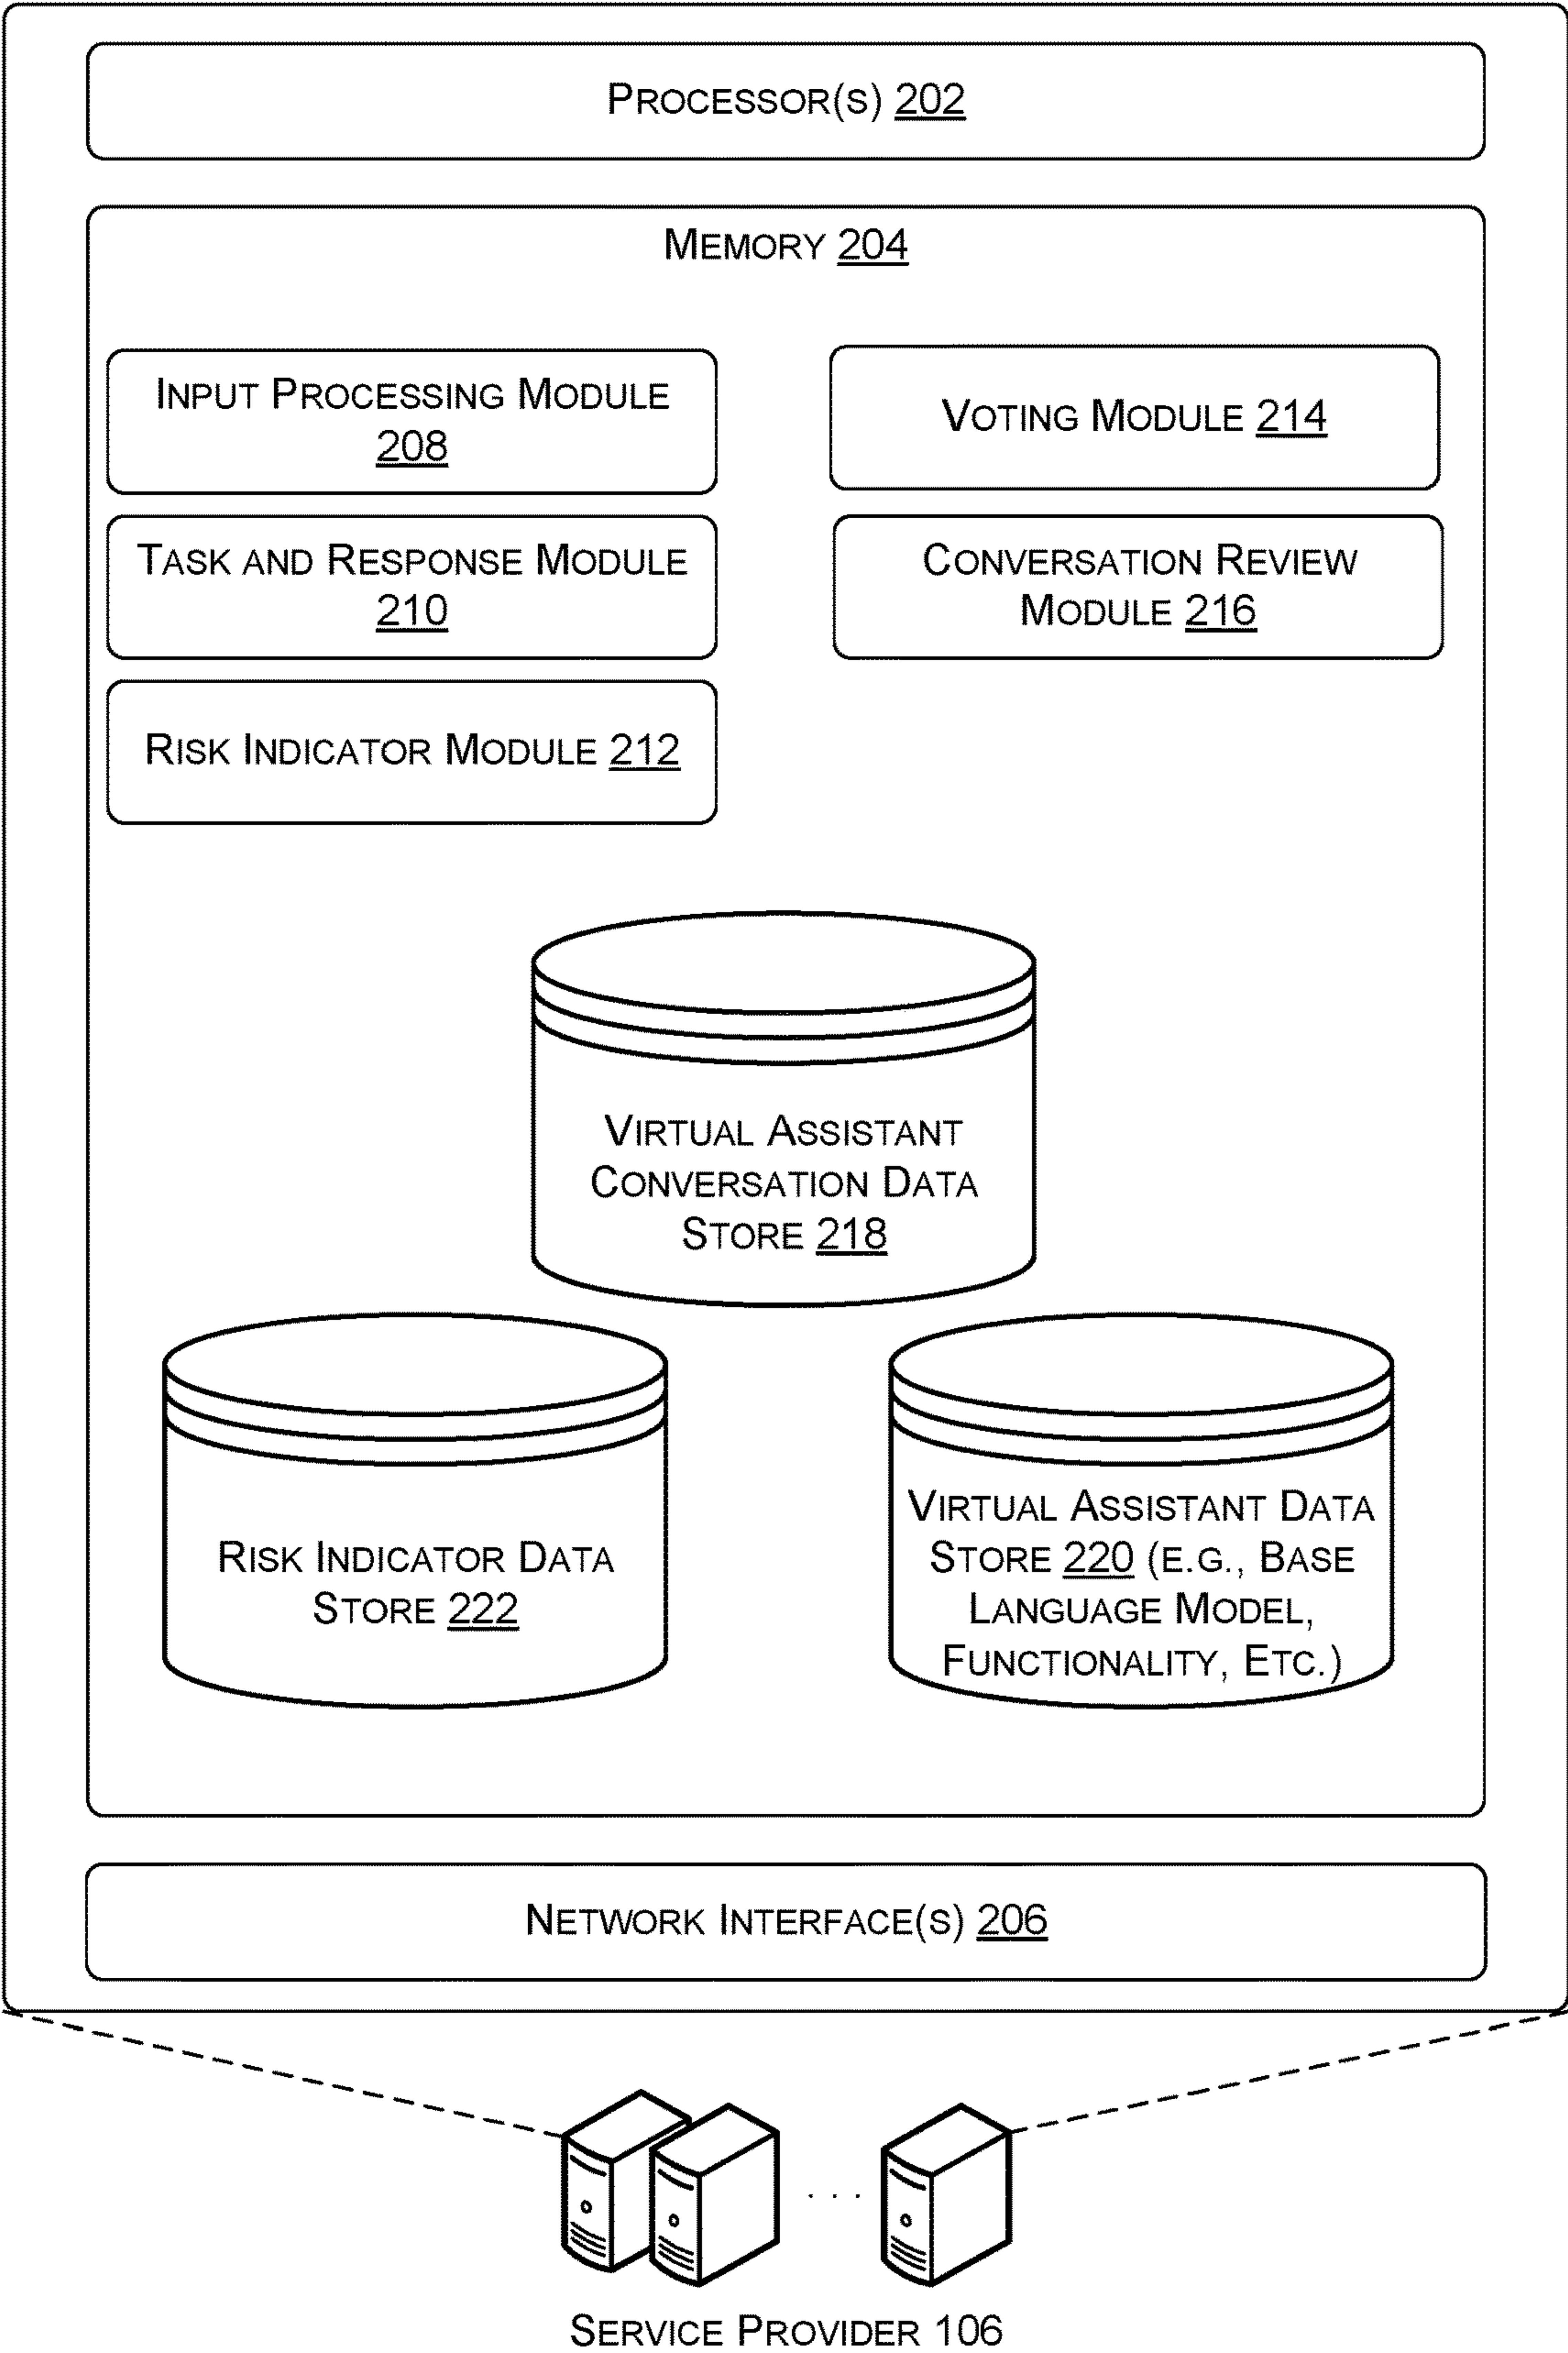 PROCESSOR(S) 202
MEMORY 204
INPUT PROCESSING MODULE
208
VOTING MODULE 214
TASK AND RESPONSE MODULE
210
CONVERSATION REVIEW
MODULE 216
RISK INDICATOR MODULE 212
VIRTUAL ASSISTANT
CONVERSATION DATA
STORE 218
RISK INDICATOR DATA
STORE 222
VIRTUAL ASSISTANT DATA
STORE 220 (E.G., BASE
LANGUAGE MODEL,
FUNCTIONALITY, ETC.)
NETWORK INTERFACE(S) 206
. . .
SERVICE PROVIDER 106